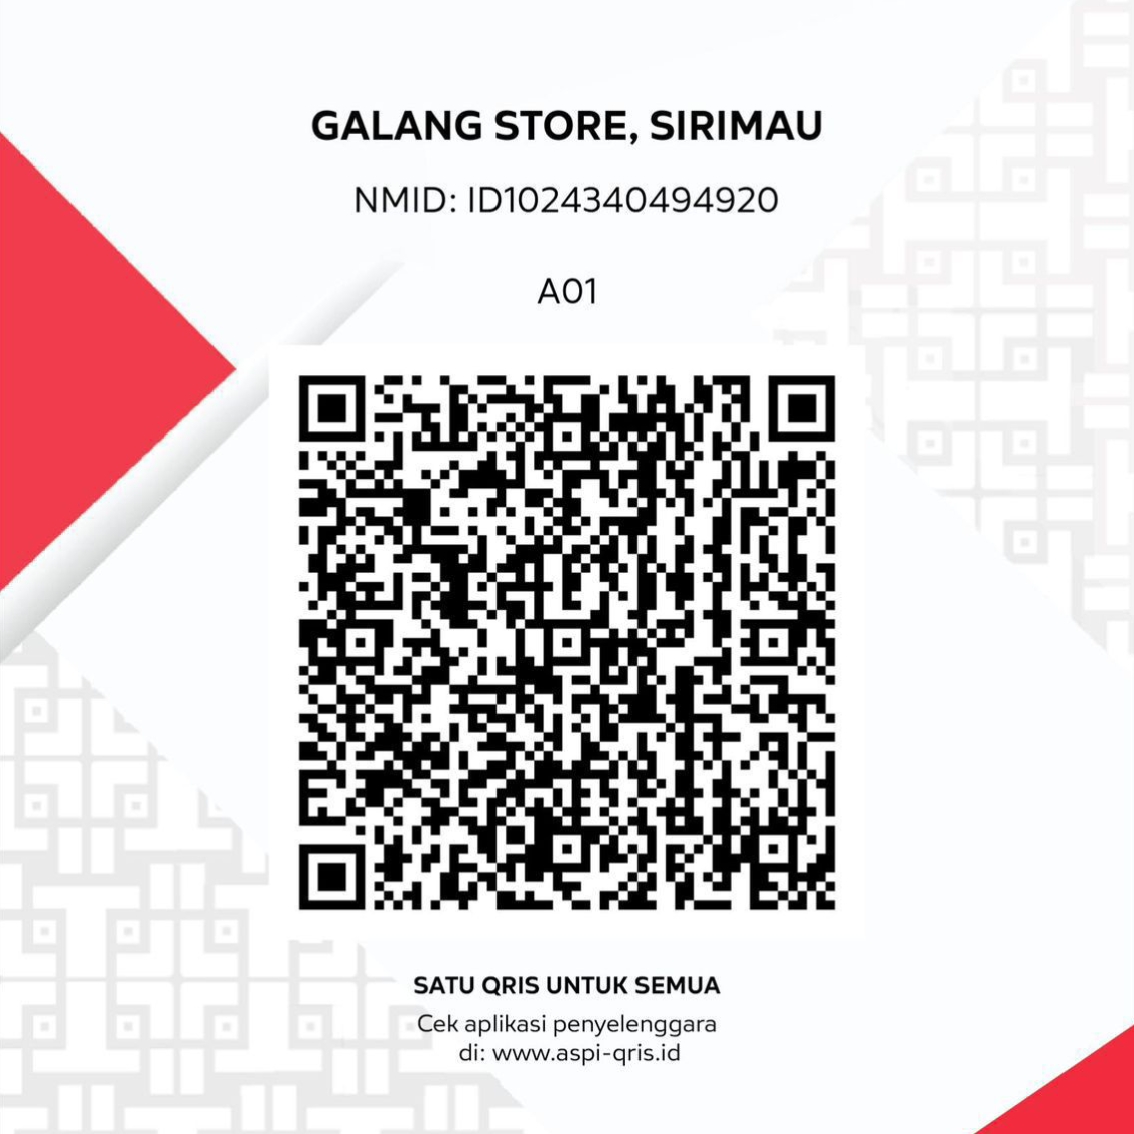 GALANG STORE, SIRIMAU
NMID: ID1024340494920
A01
SATU QRIS UNTUK SEMUA
Cek aplikasi penyelenggara
di: www.aspi-qris.id